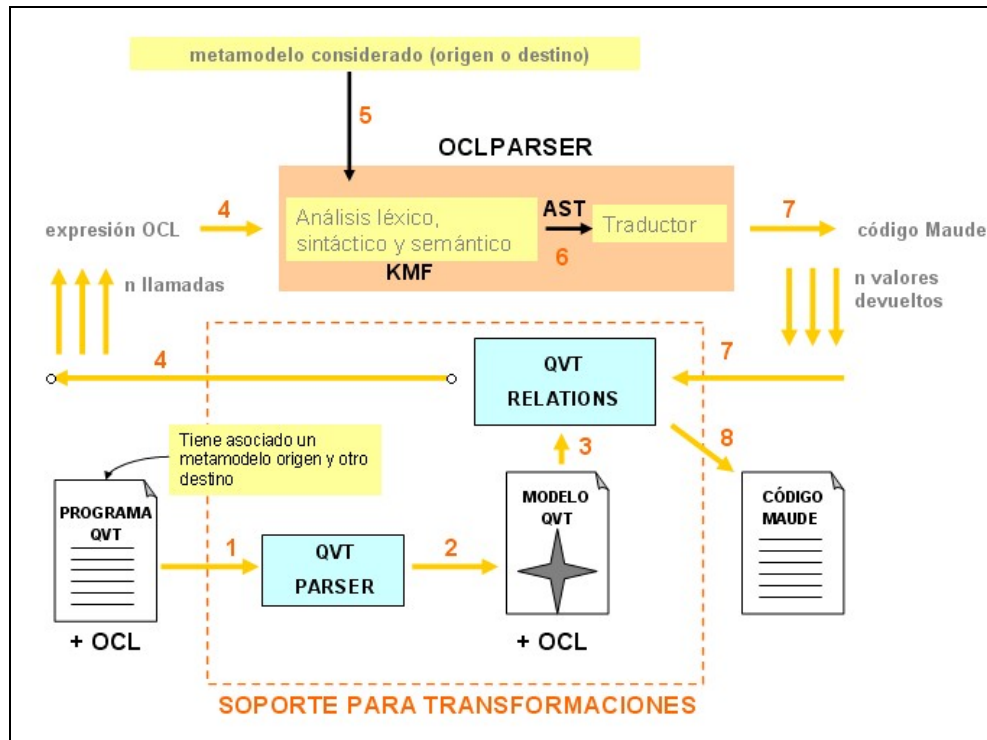 metamodelo considerado (origen o destino)
5
OCLPARSER
expresión OCL
4
Análisis léxico,
sintáctico y semántico
KMF
AST
6
Traductor
7
código Maude
n llamadas
n valores
devueltos
4
QVT
RELATIONS
7
Tiene asociado un
metamodelo origen y otro
destino
3
8
PROGRAMA
QVT
1
QVT
PARSER
2
MODELO
QVT
CÓDIGO
MAUDE
+ OCL
+ OCL
SOPORTE PARA TRANSFORMACIONES